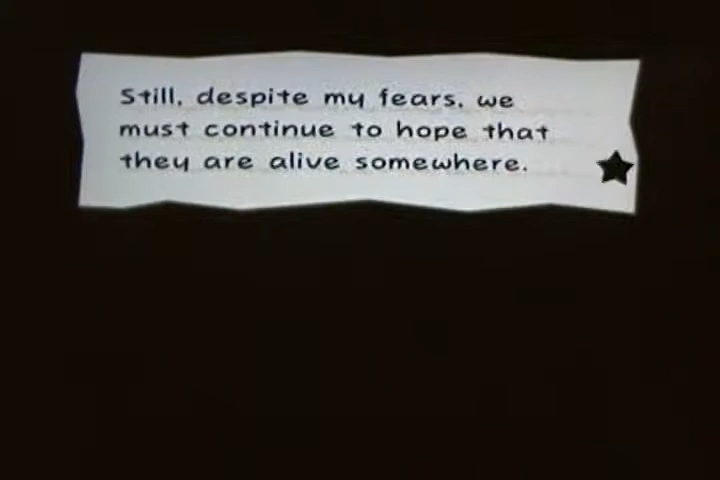 Still, despite my fears, we
must continue to hope that
they are alive somewhere.